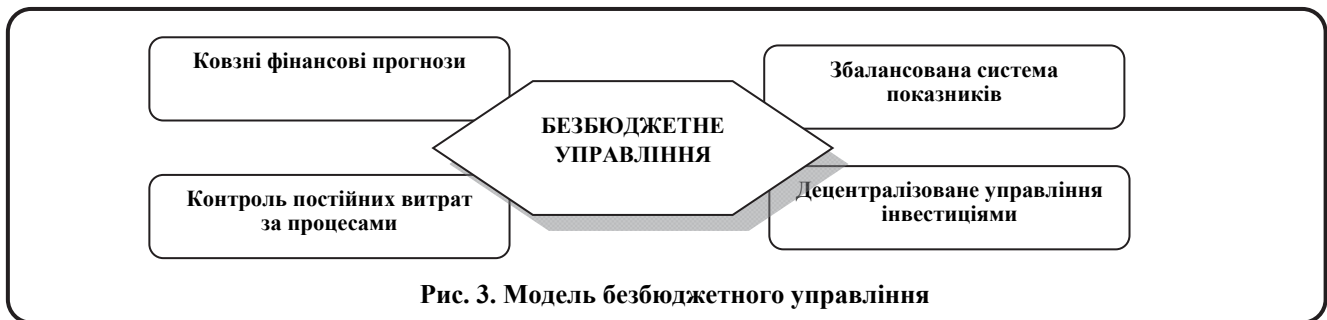 Ковзні фінансові прогнози
Збалансована система
показників
БЕЗБЮДЖЕТНЕ
УПРАВЛІННЯ
Контроль постійних витрат
за процесами
Децентралізоване управління
інвестиціями
Рис. 3. Модель безбюджетного управління